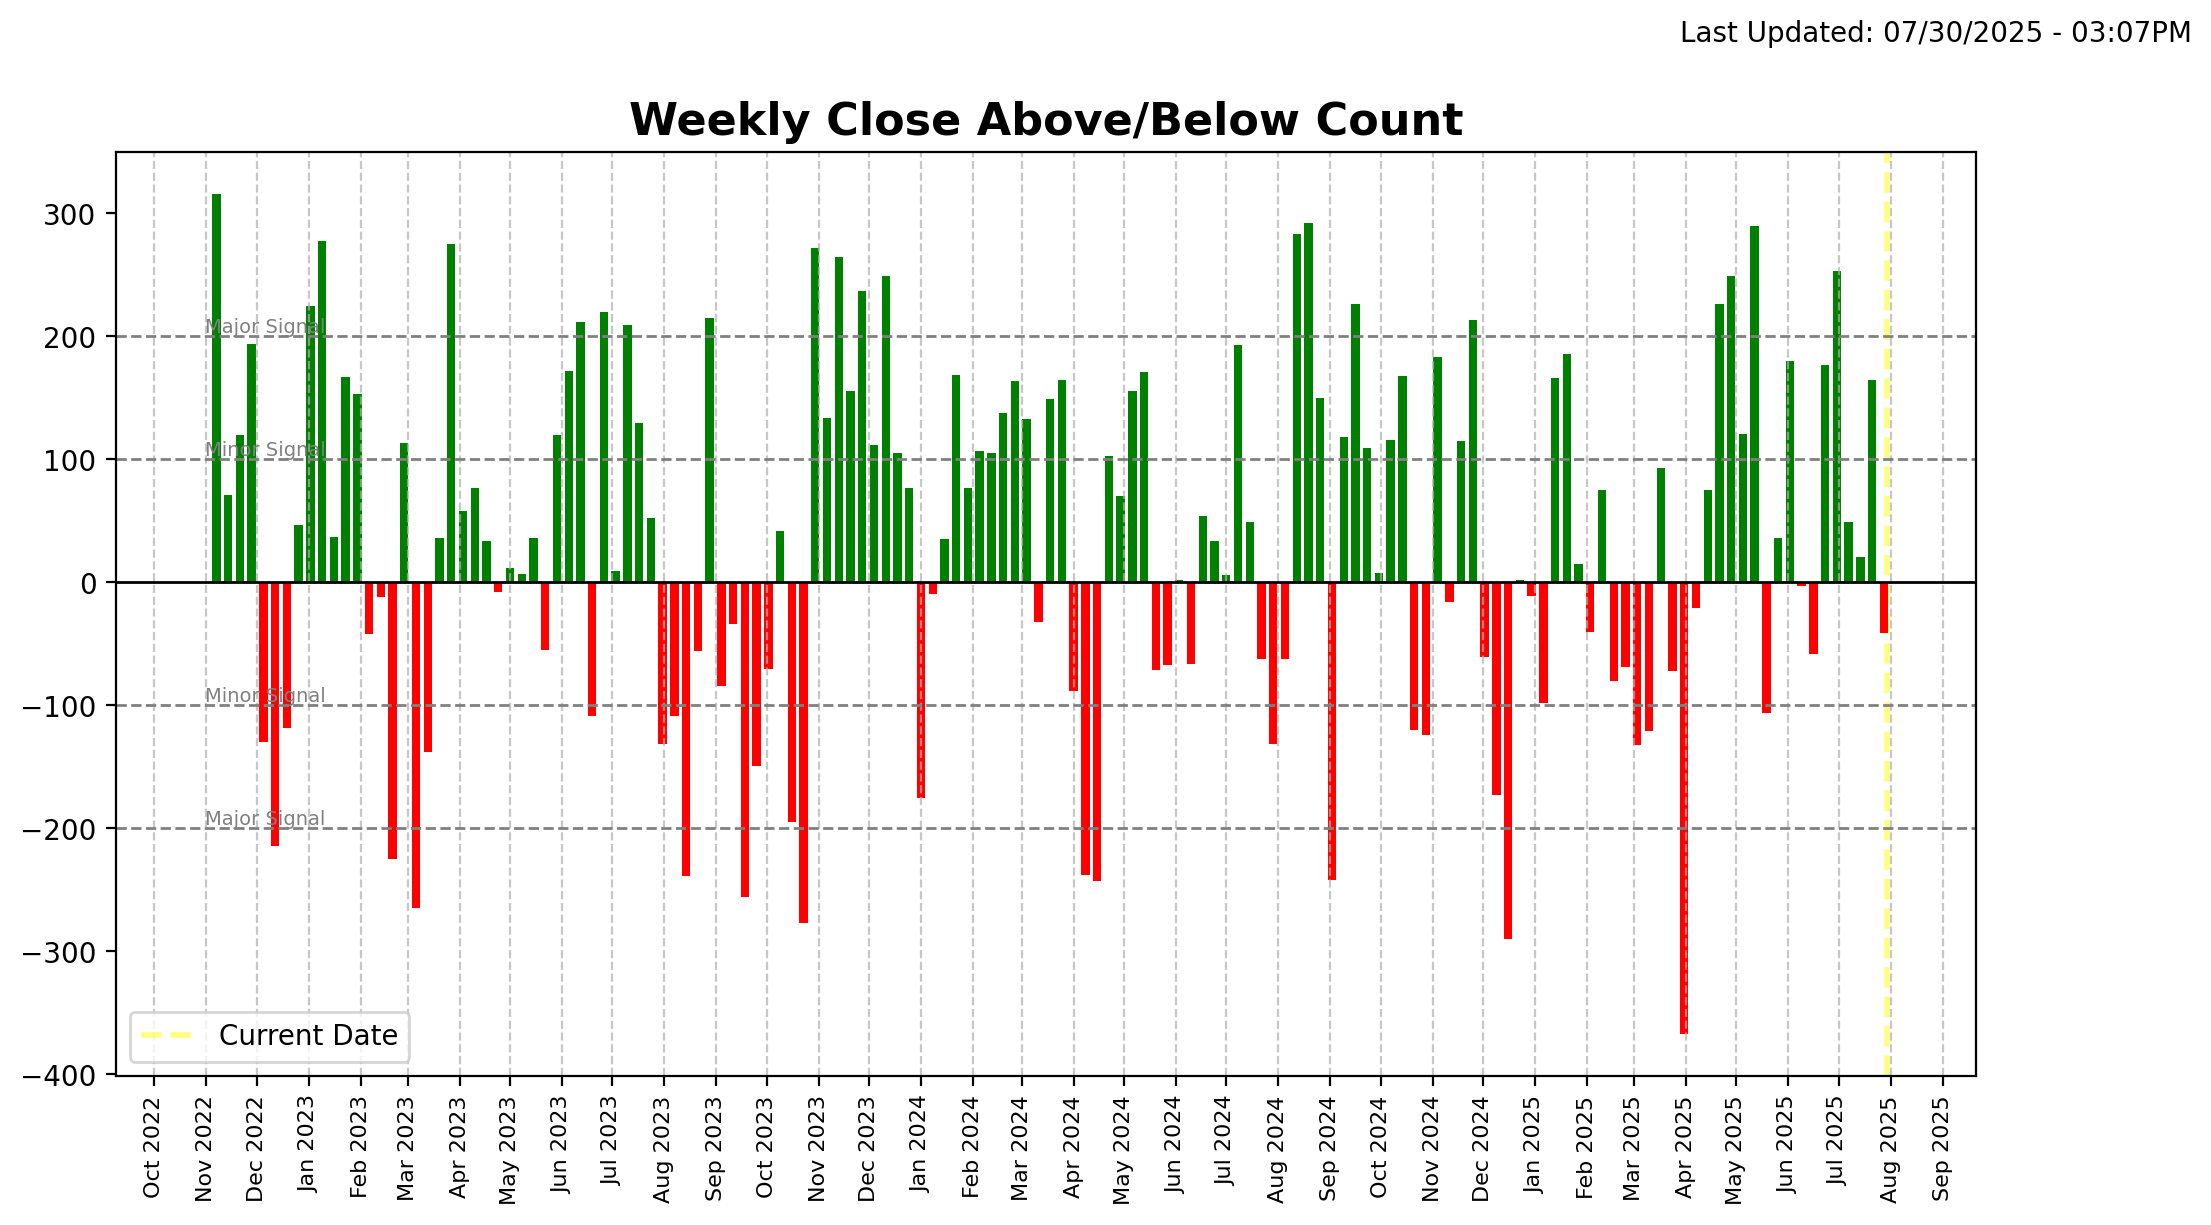 Last Updated: 07/30/2025 - 03:07PM
Weekly Close Above/Below Count
300
200
100
0
−100
−200
−300
−400
Major Signal
Minor Signal
Minor Signal
Major Signal
Current Date
Oct 2022
Nov 2022
Dec 2022
Jan 2023
Feb 2023
Mar 2023
Apr 2023
May 2023
Jun 2023
Jul 2023
Aug 2023
Sep 2023
Oct 2023
Nov 2023
Dec 2023
Jan 2024
Feb 2024
Mar 2024
Apr 2024
May 2024
Jun 2024
Jul 2024
Aug 2024
Sep 2024
Oct 2024
Nov 2024
Dec 2024
Jan 2025
Feb 2025
Mar 2025
Apr 2025
May 2025
Jun 2025
Jul 2025
Aug 2025
Sep 2025